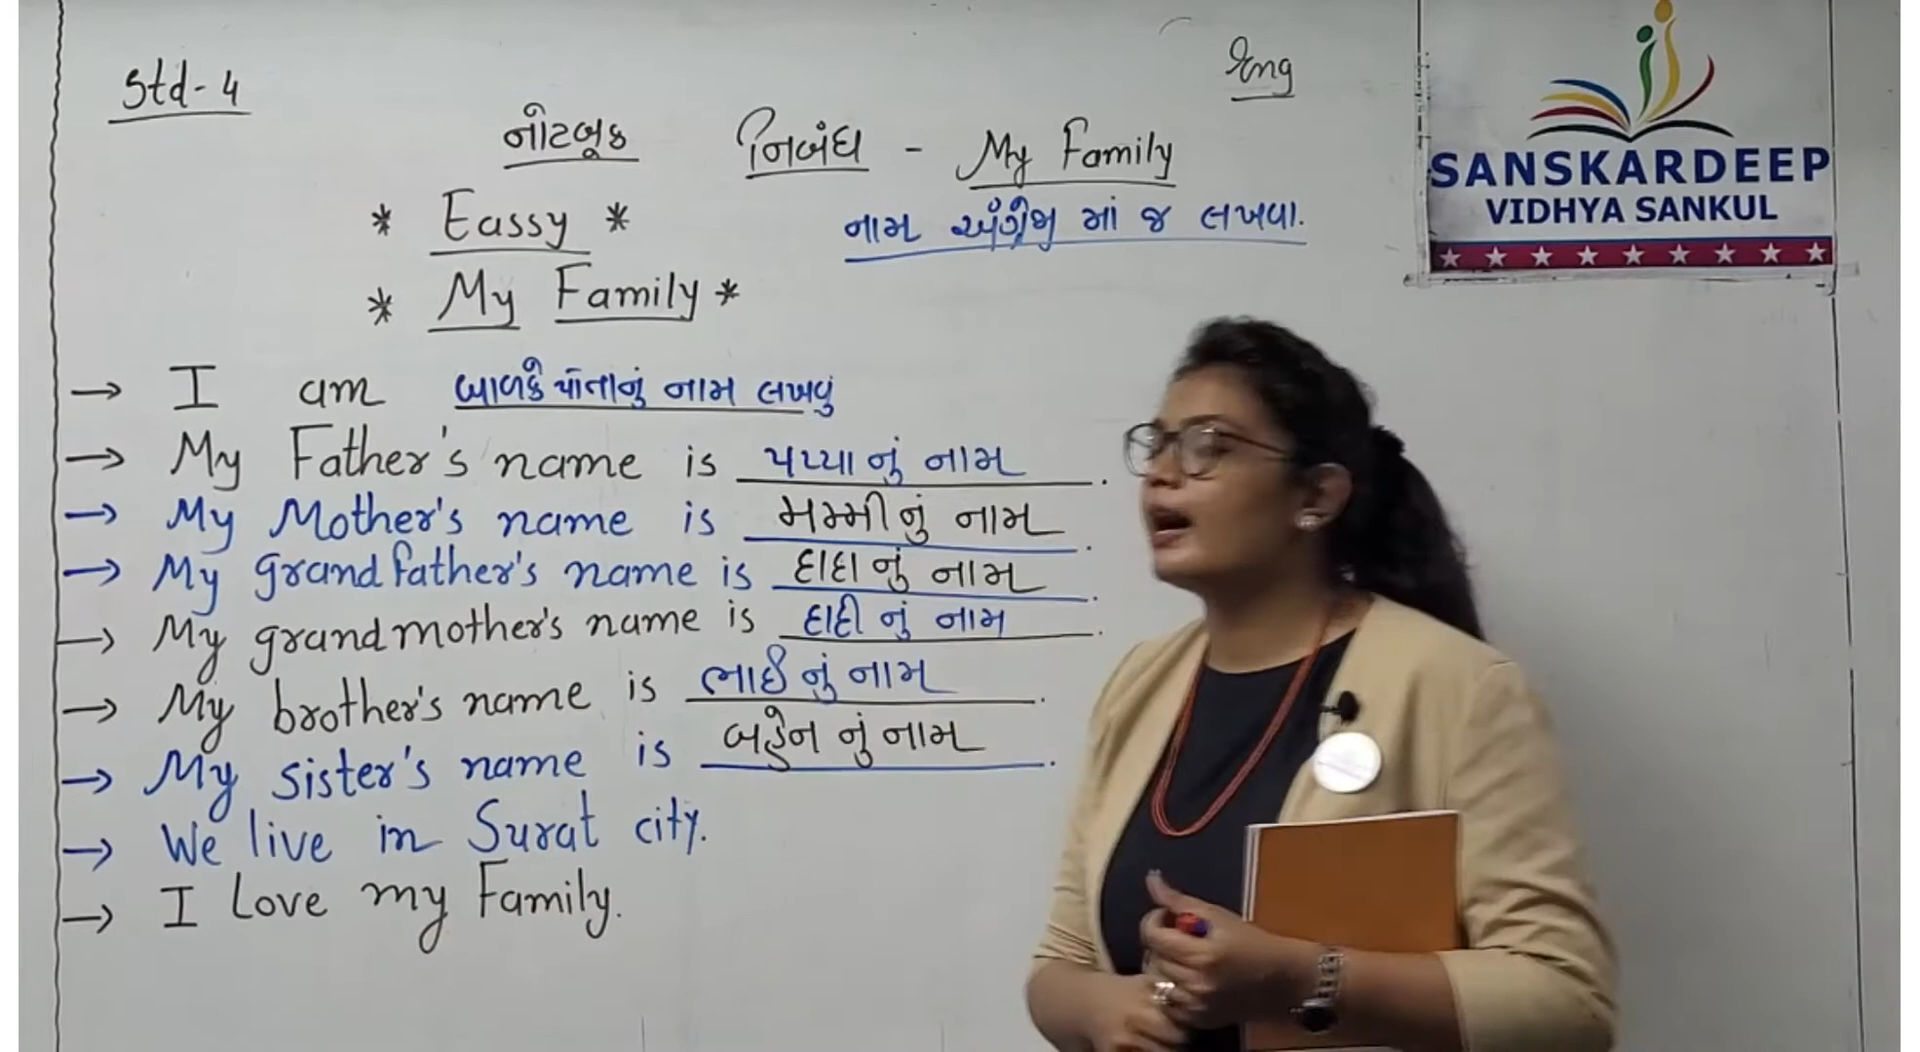 Std-4
Eng
નોટબૂક નિબંધ - My Family
* Eassy *
નામ અંગ્રેજી માં જ લખવા.
* My Family *
→ I am બાળકે પોતાનું નામ લખવું
→ My Father's name is પપ્પા નું નામ.
→ My Mother's name is મમ્મી નું નામ.
→ My grandfather's name is દાદા નું નામ.
→ My grandmother's name is દાદી નું નામ.
→ My brother's name is ભાઈ નું નામ.
→ My sister's name is બહેન નું નામ.
→ We live in Surat city.
→ I Love my Family.
SANSKARDEEP
VIDHYA SANKUL